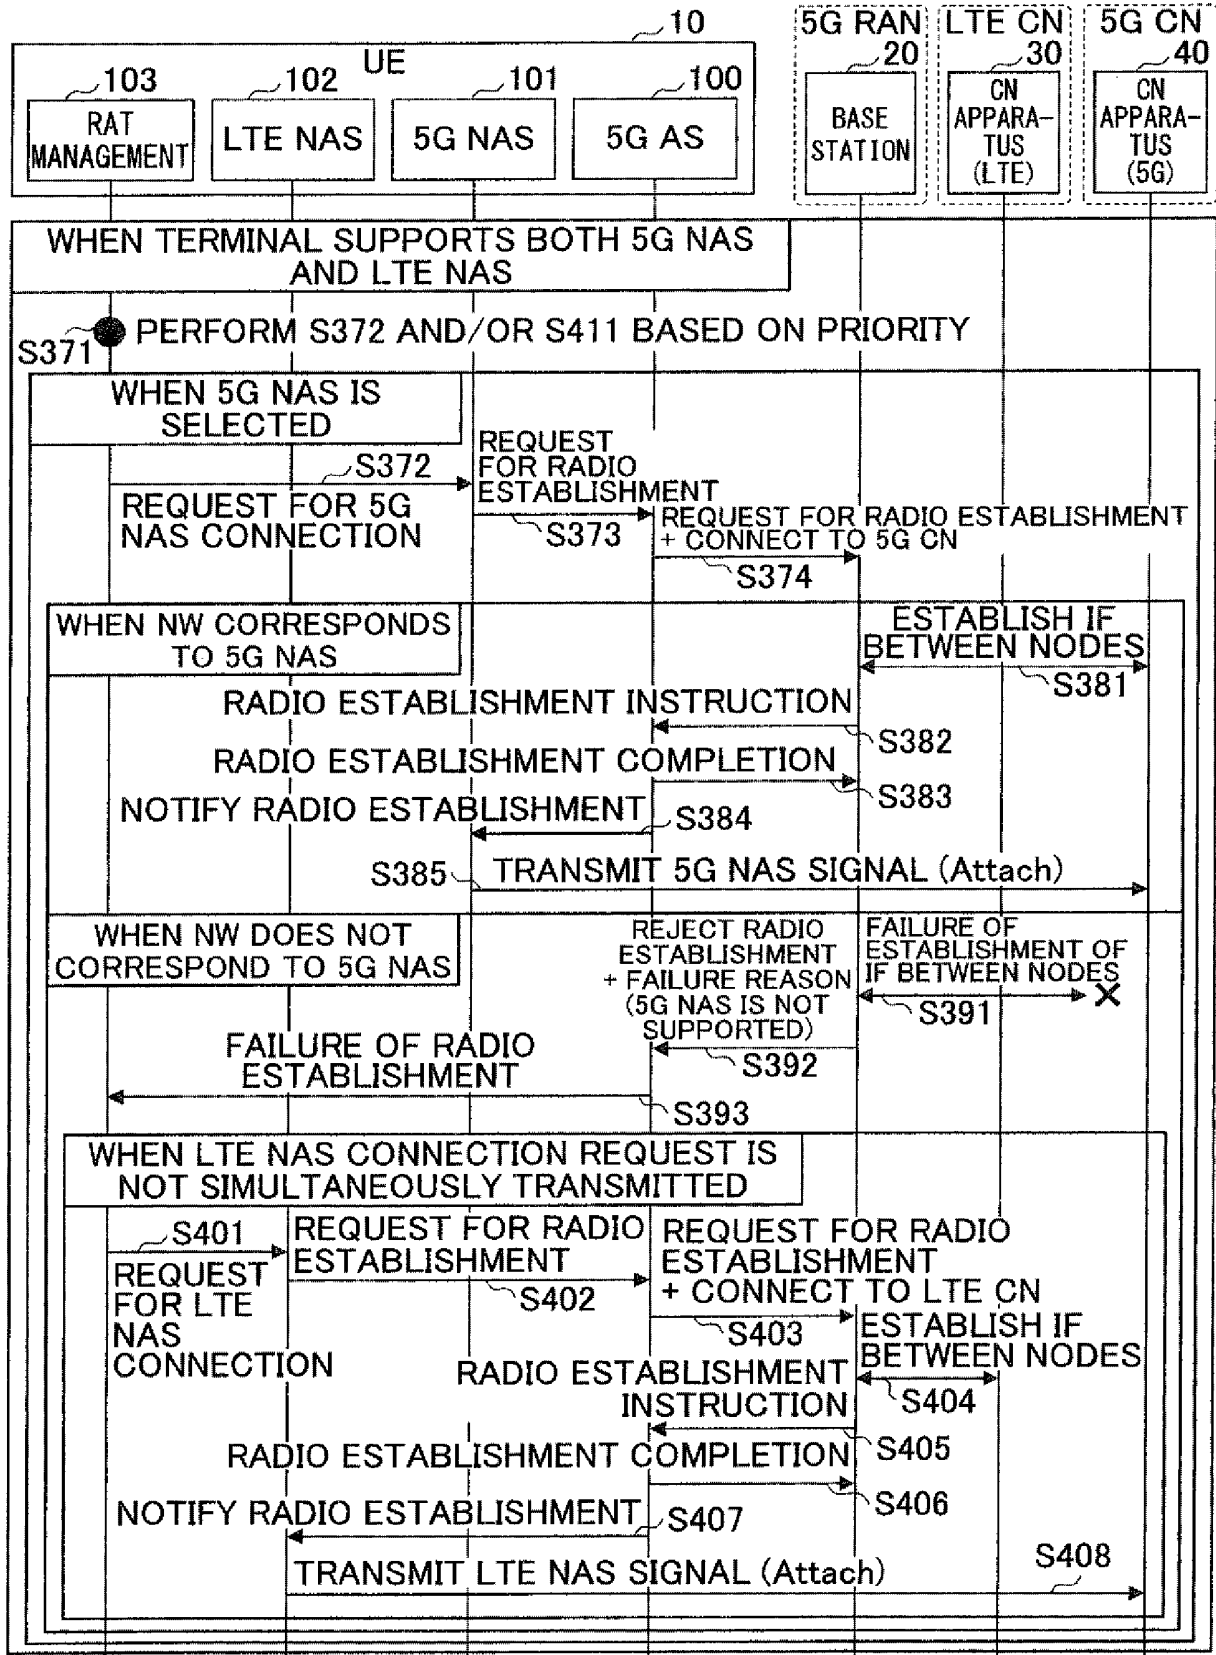 10
UE
103
RAT
MANAGEMENT
102
LTE NAS
101
5G NAS
100
5G AS
5G RAN
20
BASE
STATION
LTE CN
30
CN
APPARA-
TUS
(LTE)
5G CN
40
CN
APPARA-
TUS
(5G)
WHEN TERMINAL SUPPORTS BOTH 5G NAS
AND LTE NAS
S371
PERFORM S372 AND/OR S411 BASED ON PRIORITY
WHEN 5G NAS IS
SELECTED
S372
REQUEST FOR 5G
NAS CONNECTION
REQUEST
FOR RADIO
ESTABLISHMENT
S373
REQUEST FOR RADIO ESTABLISHMENT
+ CONNECT TO 5G CN
S374
WHEN NW CORRESPONDS
TO 5G NAS
ESTABLISH IF
BETWEEN NODES
S381
RADIO ESTABLISHMENT INSTRUCTION
S382
RADIO ESTABLISHMENT COMPLETION
S383
NOTIFY RADIO ESTABLISHMENT
S384
S385
TRANSMIT 5G NAS SIGNAL (Attach)
WHEN NW DOES NOT
CORRESPOND TO 5G NAS
REJECT RADIO
ESTABLISHMENT
+ FAILURE REASON
(5G NAS IS NOT
SUPPORTED)
FAILURE OF
ESTABLISHMENT OF
IF BETWEEN NODES
S391
S392
FAILURE OF RADIO
ESTABLISHMENT
S393
WHEN LTE NAS CONNECTION REQUEST IS
NOT SIMULTANEOUSLY TRANSMITTED
S401
REQUEST
FOR LTE
NAS
CONNECTION
REQUEST FOR RADIO
ESTABLISHMENT
S402
REQUEST FOR RADIO
ESTABLISHMENT
+ CONNECT TO LTE CN
S403
ESTABLISH IF
BETWEEN NODES
S404
RADIO ESTABLISHMENT
INSTRUCTION
S405
RADIO ESTABLISHMENT COMPLETION
S406
NOTIFY RADIO ESTABLISHMENT
S407
TRANSMIT LTE NAS SIGNAL (Attach)
S408